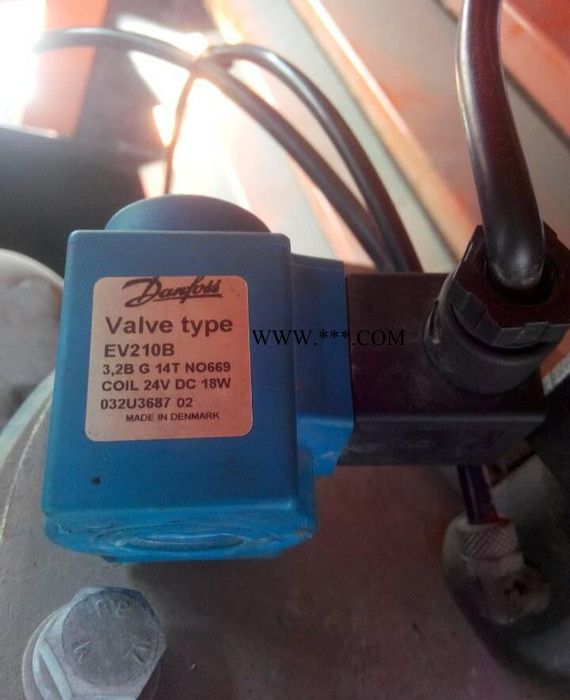 Danfoss
Valve type
EV210B
3,2B G 14T NO669
COIL 24V DC 18W
032U3687 02
MADE IN DENMARK
WWW.***.COM